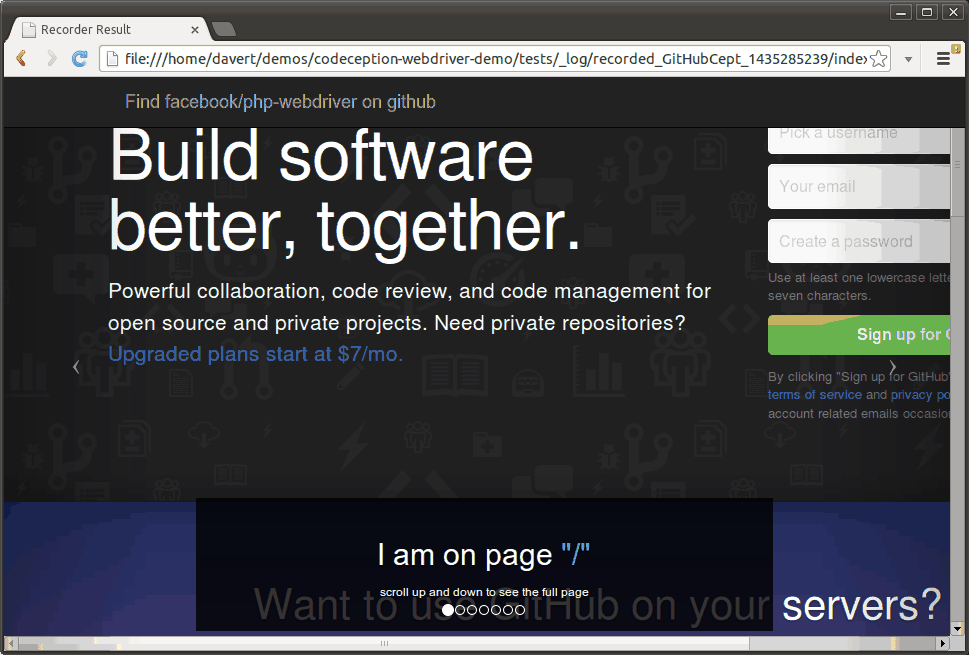 Recorder Result
file:///home/davert/demos/codeception-webdriver-demo/tests/_log/recorded_GitHubCept_1435285239/index
Find facebook/php-webdriver on github
Build software
better, together.
Powerful collaboration, code review, and code management for
open source and private projects. Need private repositories?
Upgraded plans start at $7/mo.
Pick a username
Your email
Create a password
Use at least one lowercase lette
seven characters.
Sign up for G
By clicking "Sign up for GitHub"
terms of service and privacy po
account related emails occasion
I am on page "/"
scroll up and down to see the full page
Want to use GitHub on your servers?